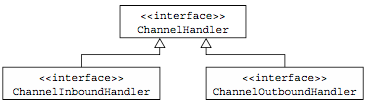 <<interface>>
ChannelHandler
<<interface>>
ChannelInboundHandler
<<interface>>
ChannelOutboundHandler